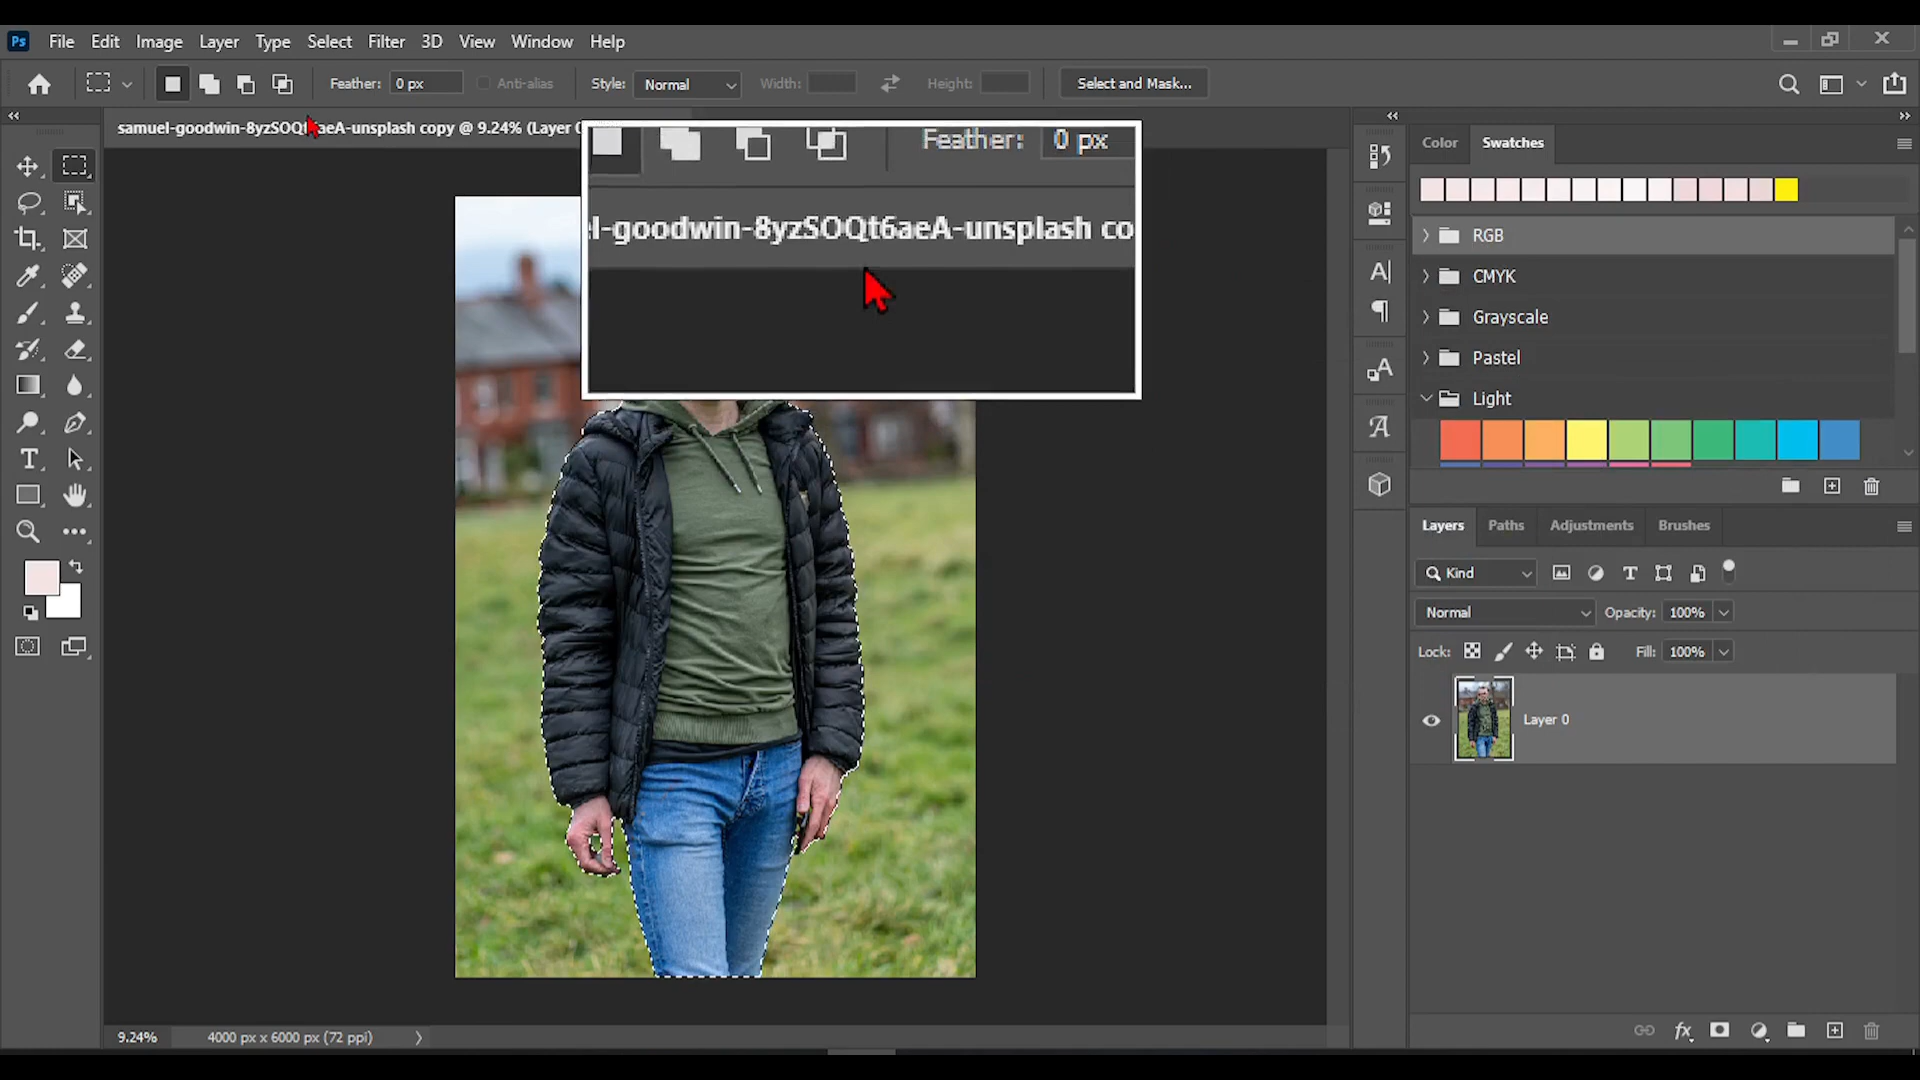 Ps File Edit Image Layer Type Select Filter 3D View Window Help
Feather: 0 px Anti-alias Style: Normal Width: Height: Select and Mask...
samuel-goodwin-8yzSOQt6aeA-unsplash copy @ 9.24% (Layer 0
Feather: 0 px
el-goodwin-8yzSOQt6aeA-unsplash co
Color Swatches
RGB
CMYK
Grayscale
Pastel
Light
Layers Paths Adjustments Brushes
Kind
Normal Opacity: 100%
Lock: Fill: 100%
Layer 0
9.24% 4000 px x 6000 px (72 ppi)